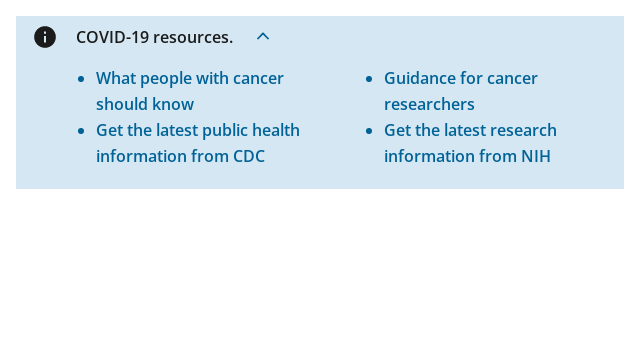 COVID-19 resources.
What people with cancer
should know
Get the latest public health
information from CDC
Guidance for cancer
researchers
Get the latest research
information from NIH